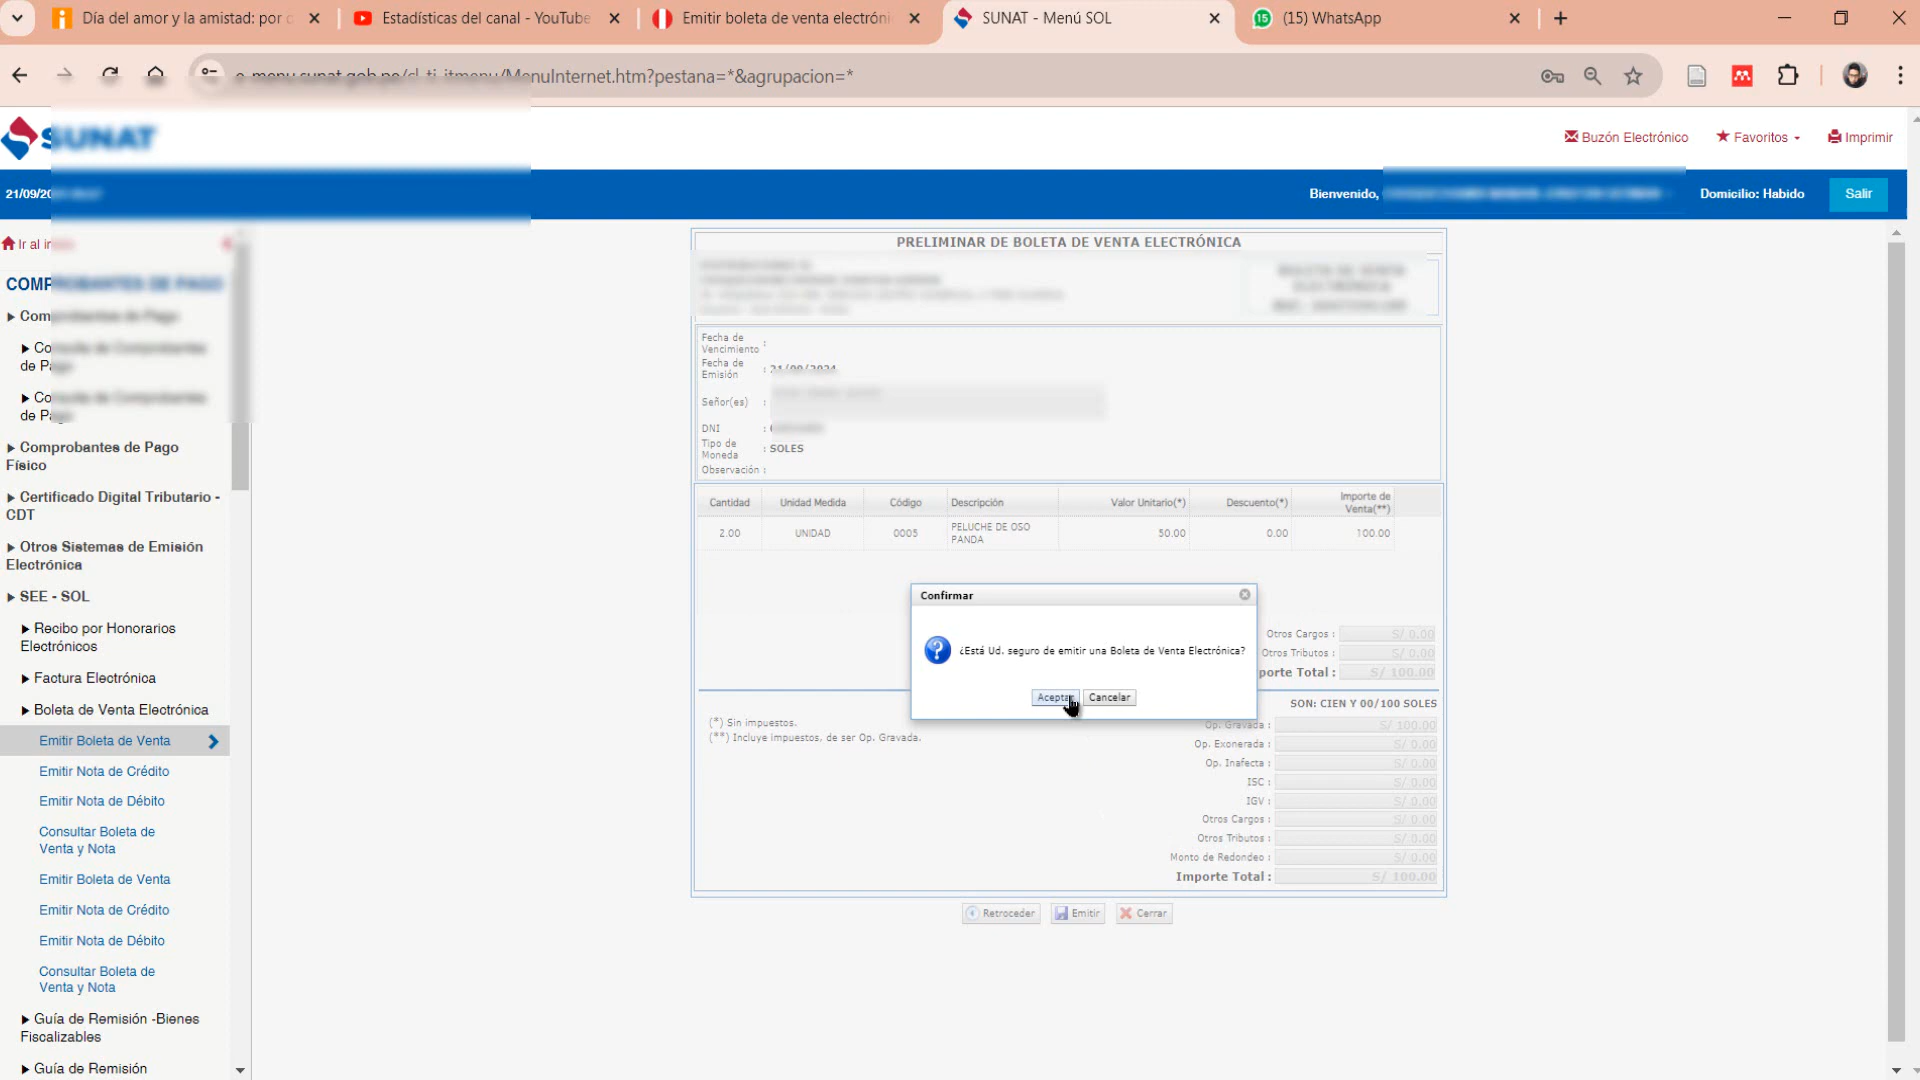 Día del amor y la amistad: por
Estadísticas del canal - YouTube
Emitir boleta de venta electróni
SUNAT - Menú SOL
(15) WhatsApp
e-menu.sunat.gob.pe/cl-ti-itmenu/MenuInternet.htm?pestana=*&agrupacion=*
SUNAT
Buzón Electrónico
Favoritos
Imprimir
21/09/20
Bienvenido,
Domicilio: Habido
Salir
Ir al in
COMPROBANTES DE PAGO
Comprobantes de Pago
Consulta de Comprobantes
de Pago
Consulta de Comprobantes
de Pago
Comprobantes de Pago
Físico
Certificado Digital Tributario -
CDT
Otros Sistemas de Emisión
Electrónica
SEE - SOL
Recibo por Honorarios
Electrónicos
Factura Electrónica
Boleta de Venta Electrónica
Emitir Boleta de Venta
Emitir Nota de Crédito
Emitir Nota de Débito
Consultar Boleta de
Venta y Nota
Emitir Boleta de Venta
Emitir Nota de Crédito
Emitir Nota de Débito
Consultar Boleta de
Venta y Nota
Guía de Remisión -Bienes
Fiscalizables
Guía de Remisión
PRELIMINAR DE BOLETA DE VENTA ELECTRÓNICA
BOLETA DE VENTA
ELECTRÓNICA
Fecha de
Vencimiento :
Fecha de
Emisión : 21/09/2024
Señor(es) :
DNI :
Tipo de
Moneda : SOLES
Observación :
Cantidad Unidad Medida Código Descripción Valor Unitario(*) Descuento(*) Importe de
Venta(**)
2.00 UNIDAD 0005 PELUCHE DE OSO
PANDA 50.00 0.00 100.00
Confirmar
¿Está Ud. seguro de emitir una Boleta de Venta Electrónica?
Aceptar Cancelar
Otros Cargos : S/ 0.00
Otros Tributos : S/ 0.00
porte Total : S/ 100.00
SON: CIEN Y 00/100 SOLES
(*) Sin impuestos.
(**) Incluye impuestos, de ser Op. Gravada.
Op. Gravada : S/ 100.00
Op. Exonerada : S/ 0.00
Op. Inafecta : S/ 0.00
ISC : S/ 0.00
IGV : S/ 0.00
Otros Cargos : S/ 0.00
Otros Tributos : S/ 0.00
Monto de Redondeo : S/ 0.00
Importe Total : S/ 100.00
Retroceder Emitir Cerrar